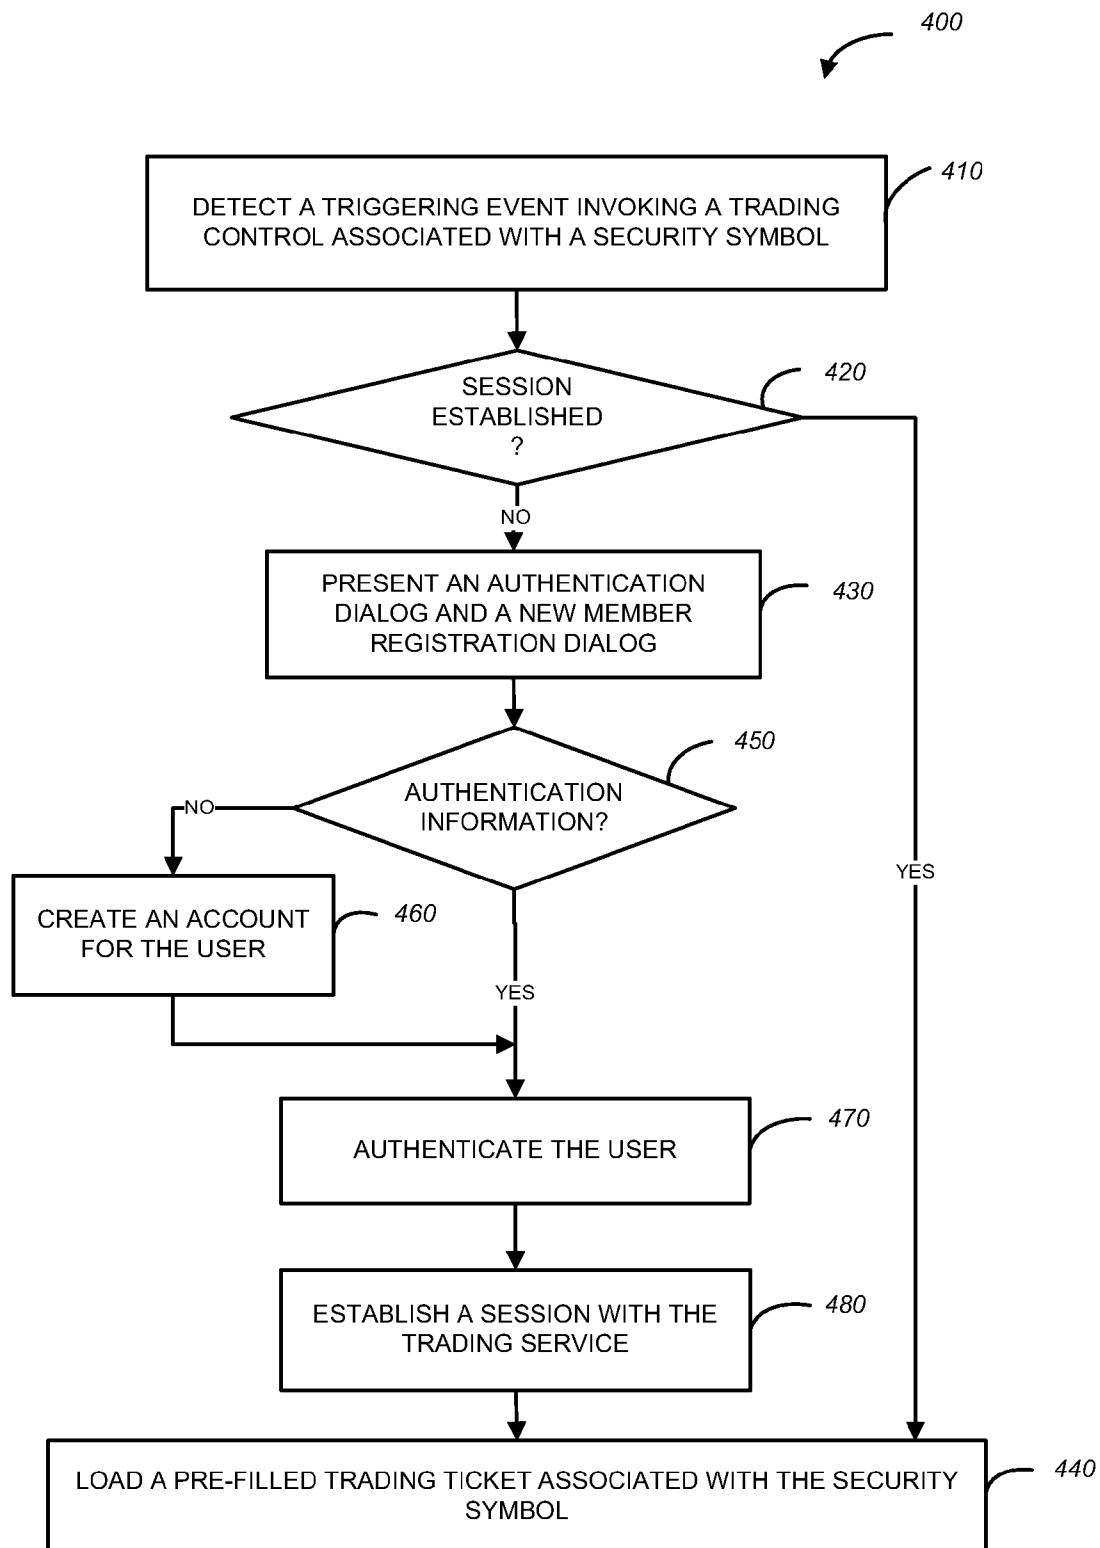 400
DETECT A TRIGGERING EVENT INVOKING A TRADING
CONTROL ASSOCIATED WITH A SECURITY SYMBOL
410
SESSION
ESTABLISHED
?
420
NO
PRESENT AN AUTHENTICATION
DIALOG AND A NEW MEMBER
REGISTRATION DIALOG
430
450
AUTHENTICATION
INFORMATION?
NO
YES
CREATE AN ACCOUNT
FOR THE USER
460
YES
AUTHENTICATE THE USER
470
ESTABLISH A SESSION WITH THE
TRADING SERVICE
480
LOAD A PRE-FILLED TRADING TICKET ASSOCIATED WITH THE SECURITY
SYMBOL
440